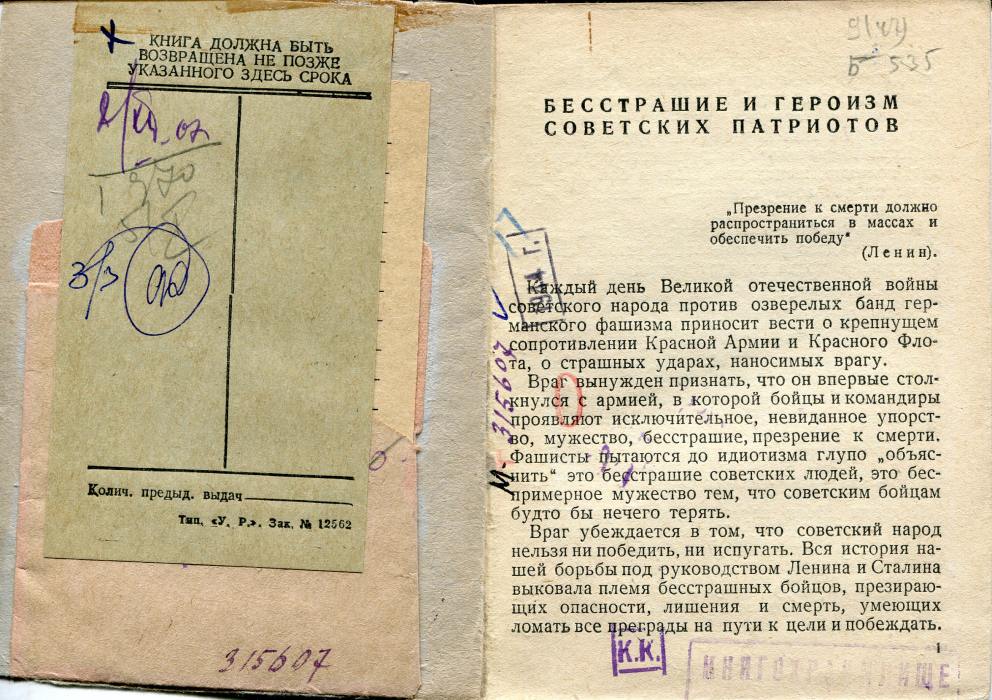 КНИГА ДОЛЖНА БЫТЬ
ВОЗВРАЩЕНА НЕ ПОЗЖЕ
УКАЗАННОГО ЗДЕСЬ СРОКА
Колич. предыд. выдач
Тип. «У. Р.». Зак. № 12562
315607
Б 535
БЕССТРАШИЕ И ГЕРОИЗМ
СОВЕТСКИХ ПАТРИОТОВ
„Презрение к смерти должно
распространиться в массах и
обеспечить победу“
(Ленин).
Каждый день Великой отечественной войны
советского народа против озверелых банд гер-
манского фашизма приносит вести о крепнущем
сопротивлении Красной Армии и Красного Фло-
та, о страшных ударах, наносимых врагу.
Враг вынужден признать, что он впервые стол-
кнулся с армией, в которой бойцы и командиры
проявляют исключительное, невиданное упорст-
во, мужество, бесстрашие, презрение к смерти.
Фашисты пытаются до идиотизма глупо „объяс-
нить“ это бесстрашие советских людей, это бес-
примерное мужество тем, что советским бойцам
будто бы нечего терять.
Враг убеждается в том, что советский народ
нельзя ни победить, ни испугать. Вся история на-
шей борьбы под руководством Ленина и Сталина
выковала племя бесстрашных бойцов, презираю-
щих опасности, лишения и смерть, умеющих
ломать все преграды на пути к цели и побеждать.
1
315607
К.К.
КНИГОХРАНИЛИЩЕ